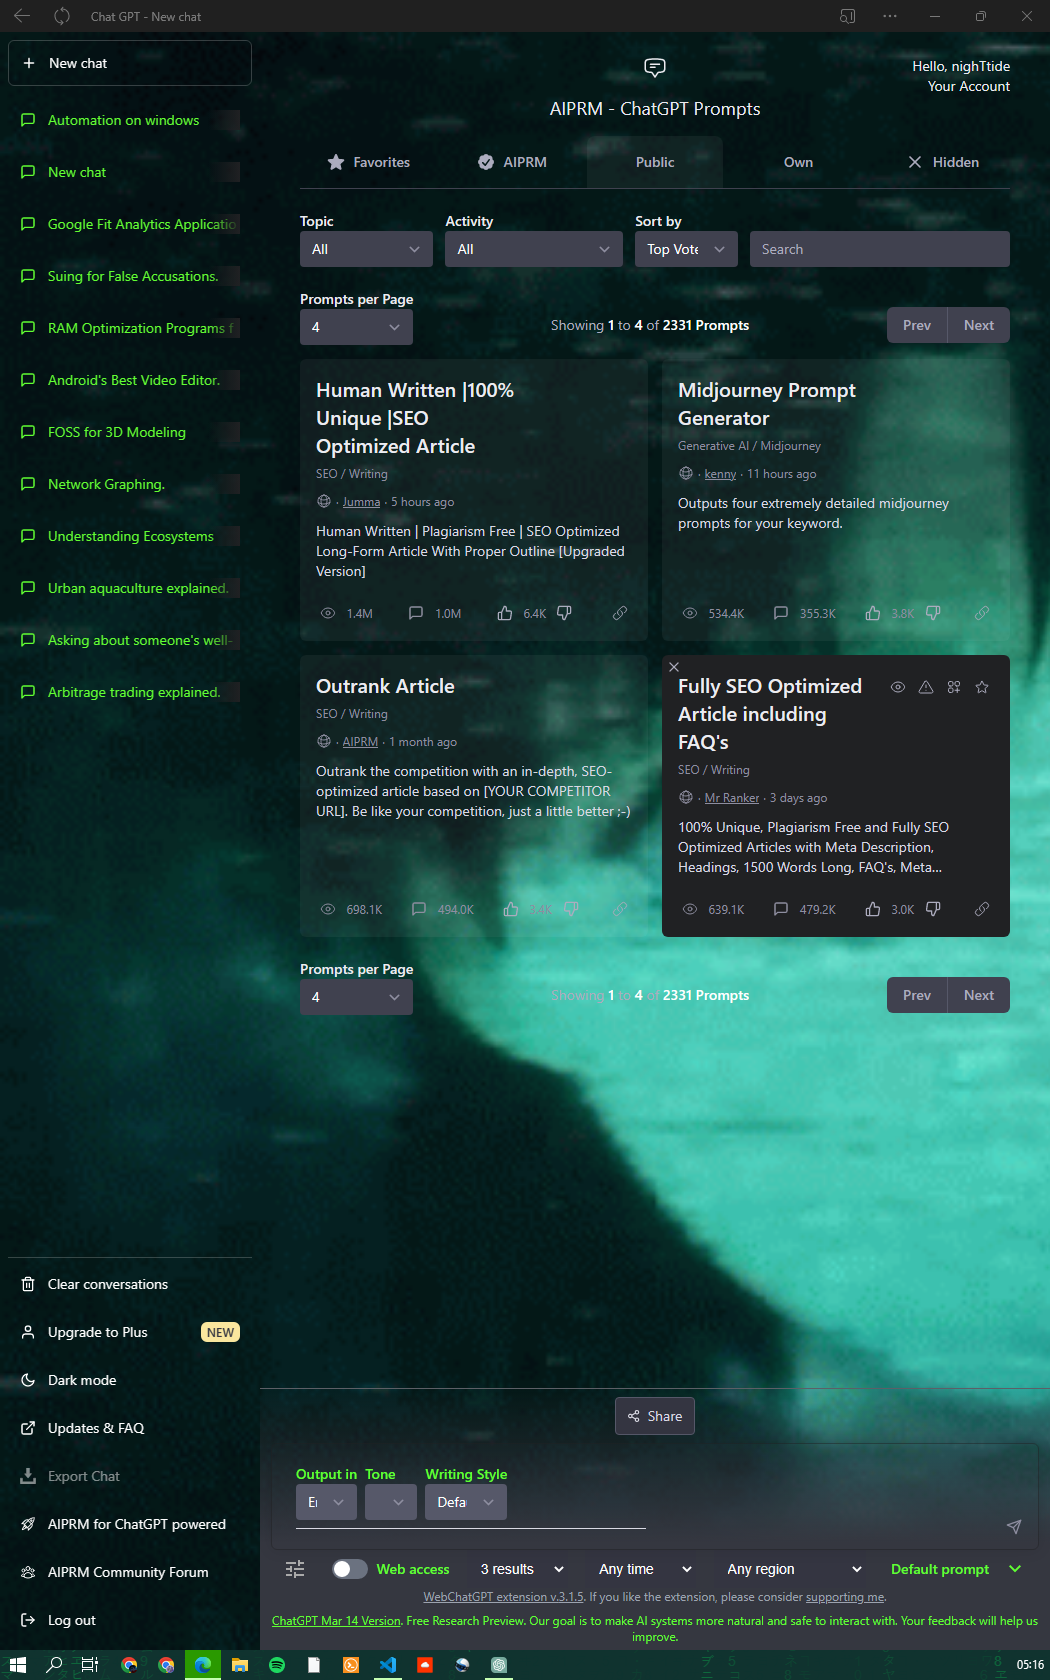 Chat GPT - New chat
New chat
Automation on windows
New chat
Google Fit Analytics Applicatio
Suing for False Accusations.
RAM Optimization Programs f
Android's Best Video Editor.
FOSS for 3D Modeling
Network Graphing.
Understanding Ecosystems
Urban aquaculture explained.
Asking about someone's well-
Arbitrage trading explained.
Clear conversations
Upgrade to Plus NEW
Dark mode
Updates & FAQ
Export Chat
AIPRM for ChatGPT powered
AIPRM Community Forum
Log out
Hello, nighTtide
Your Account
AIPRM - ChatGPT Prompts
Favorites AIPRM Public Own Hidden
Topic Activity Sort by
All All Top Vote Search
Prompts per Page
4 Showing 1 to 4 of 2331 Prompts Prev Next
Human Written |100%
Unique |SEO
Optimized Article
SEO / Writing
· Jumma · 5 hours ago
Human Written | Plagiarism Free | SEO Optimized
Long-Form Article With Proper Outline [Upgraded
Version]
1.4M 1.0M 6.4K
Midjourney Prompt
Generator
Generative AI / Midjourney
· kenny · 11 hours ago
Outputs four extremely detailed midjourney
prompts for your keyword.
534.4K 355.3K 3.8K
Outrank Article
SEO / Writing
· AIPRM · 1 month ago
Outrank the competition with an in-depth, SEO-
optimized article based on [YOUR COMPETITOR
URL]. Be like your competition, just a little better ;-)
698.1K 494.0K 3.4K
Fully SEO Optimized
Article including
FAQ's
SEO / Writing
· Mr Ranker · 3 days ago
100% Unique, Plagiarism Free and Fully SEO
Optimized Articles with Meta Description,
Headings, 1500 Words Long, FAQ's, Meta...
639.1K 479.2K 3.0K
Prompts per Page
4 Showing 1 to 4 of 2331 Prompts Prev Next
Share
Output in Tone Writing Style
Defa
Web access 3 results Any time Any region Default prompt
WebChatGPT extension v.3.1.5. If you like the extension, please consider supporting me.
ChatGPT Mar 14 Version. Free Research Preview. Our goal is to make AI systems more natural and safe to interact with. Your feedback will help us
improve.
05:16